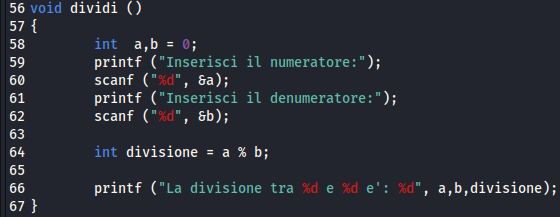 56 void dividi ()
57 {
58         int  a,b = 0;
59         printf ("Inserisci il numeratore:");
60         scanf ("%d", &a);
61         printf ("Inserisci il denumeratore:");
62         scanf ("%d", &b);
63
64         int divisione = a % b;
65
66         printf ("La divisione tra %d e %d e': %d", a,b,divisione);
67 }